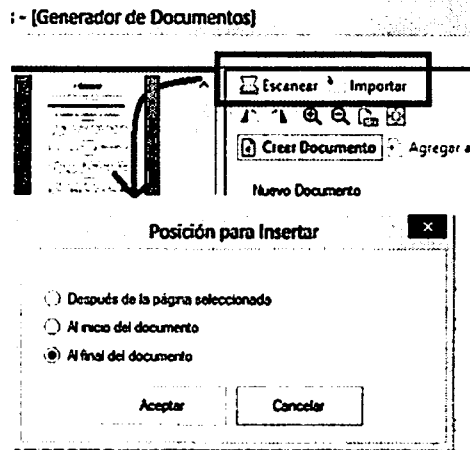 : - [Generador de Documentos]
Escanear Importar
Crear Documento Agregar a
Nuevo Documento
Posición para Insertar
Después de la página seleccionada
Al inicio del documento
Al final del documento
Aceptar Cancelar